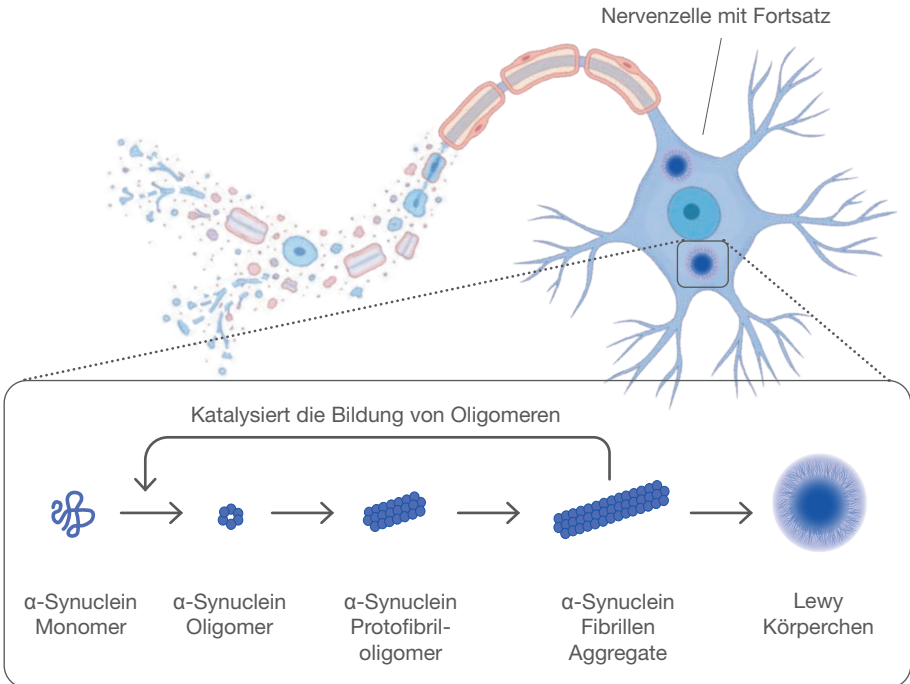 Nervenzelle mit Fortsatz
Katalysiert die Bildung von Oligomeren
α-Synuclein
Monomer
α-Synuclein
Oligomer
α-Synuclein
Protofibril-
oligomer
α-Synuclein
Fibrillen
Aggregate
Lewy
Körperchen